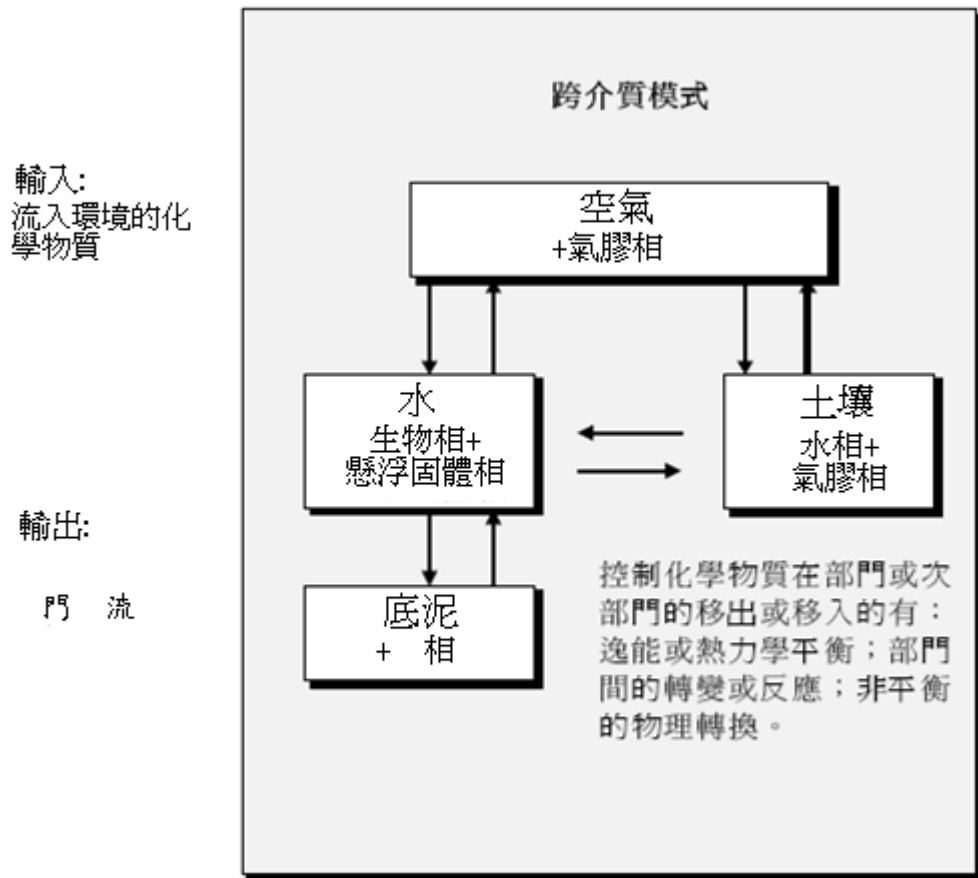 跨介質模式
輸入:
流入環境的化
學物質
空氣
+氣膠相
水
生物相+
懸浮固體相
土壤
水相+
氣膠相
輸出:
門 流
底泥
+ 相
控制化學物質在部門或次
部門的移出或移入的有：
逸能或熱力學平衡；部門
間的轉變或反應；非平衡
的物理轉換。